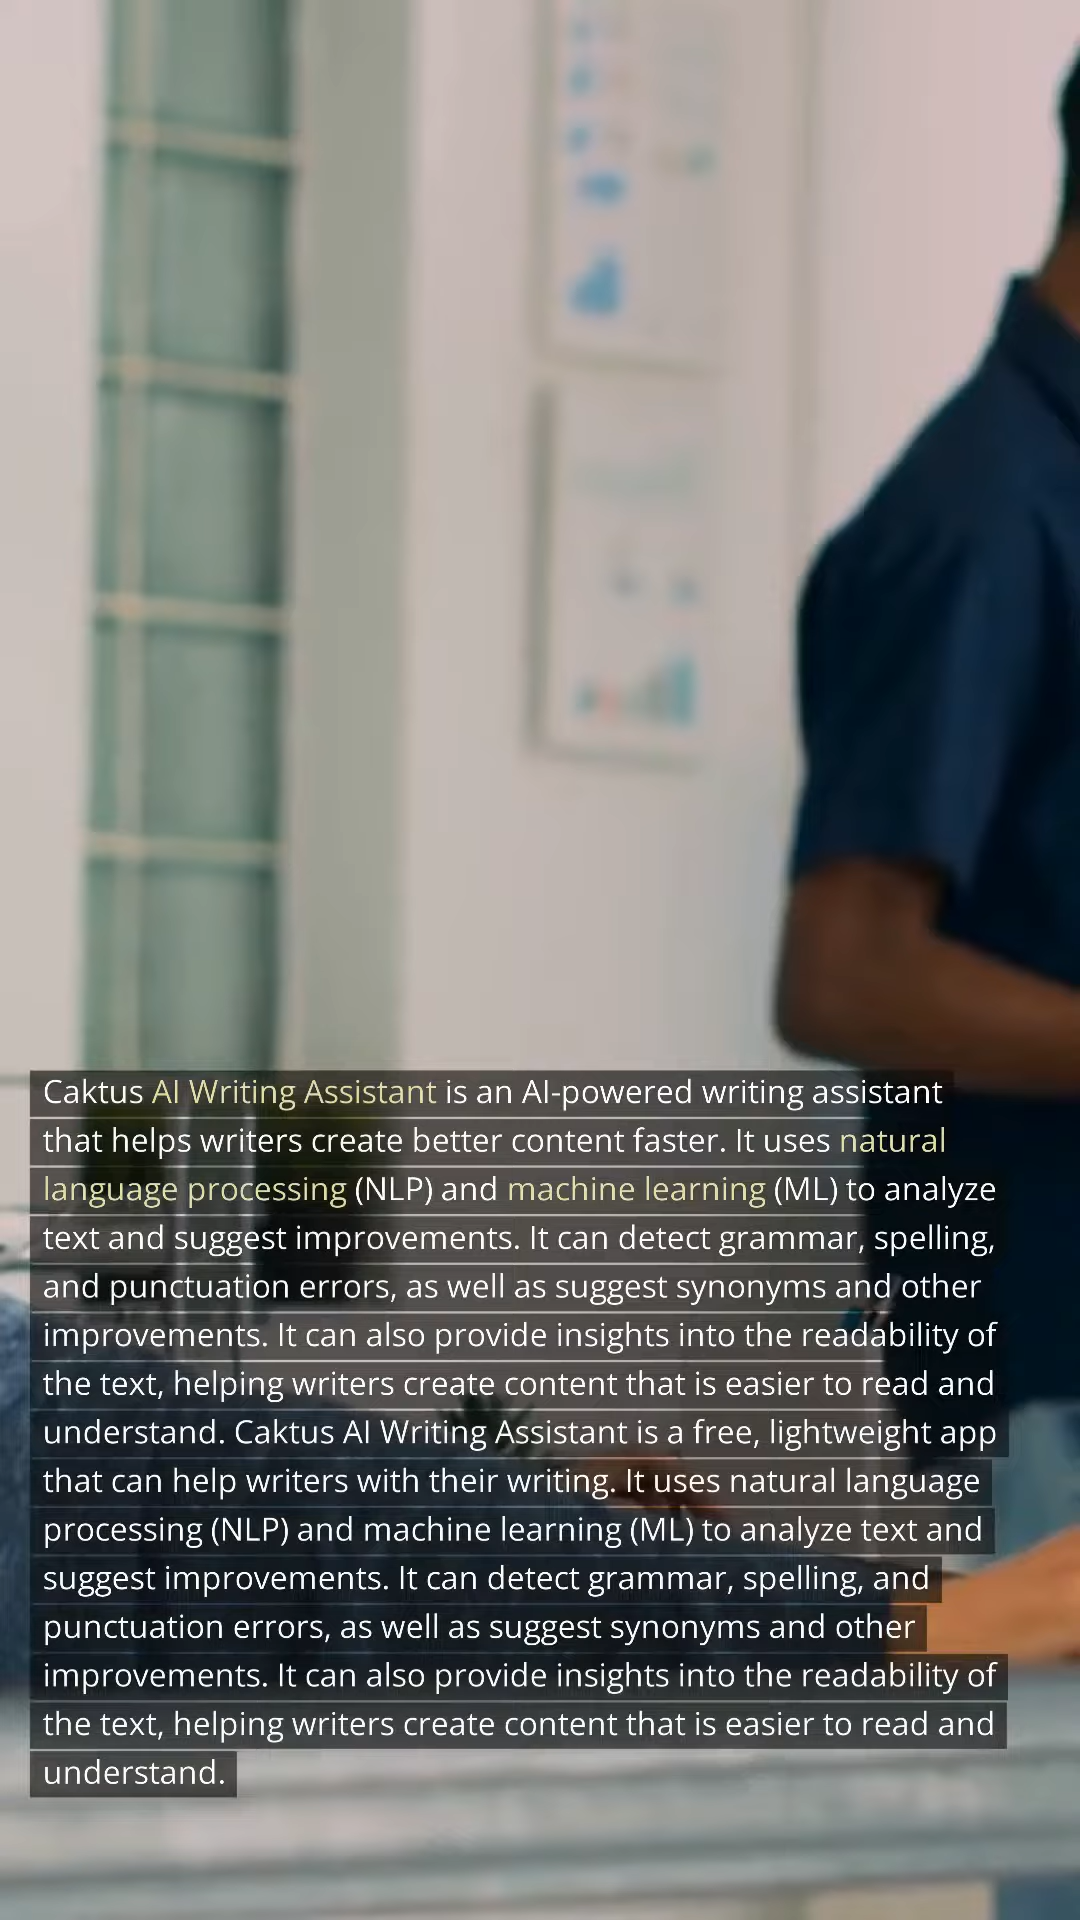 Caktus AI Writing Assistant is an AI-powered writing assistant
that helps writers create better content faster. It uses natural
language processing (NLP) and machine learning (ML) to analyze
text and suggest improvements. It can detect grammar, spelling,
and punctuation errors, as well as suggest synonyms and other
improvements. It can also provide insights into the readability of
the text, helping writers create content that is easier to read and
understand. Caktus AI Writing Assistant is a free, lightweight app
that can help writers with their writing. It uses natural language
processing (NLP) and machine learning (ML) to analyze text and
suggest improvements. It can detect grammar, spelling, and
punctuation errors, as well as suggest synonyms and other
improvements. It can also provide insights into the readability of
the text, helping writers create content that is easier to read and
understand.